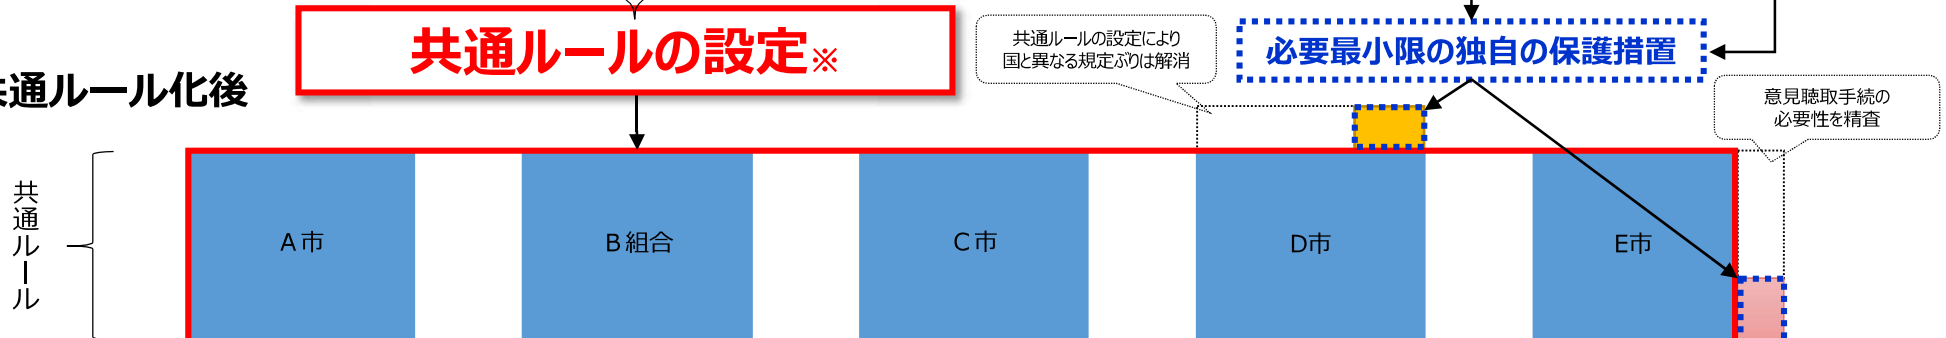 共通ルールの設定※
共通ルールの設定により
国と異なる規定ぶりは解消
必要最小限の独自の保護措置
共通ルール化後
意見聴取手続の
必要性を精査
共通ルール
A市
B組合
C市
D市
E市